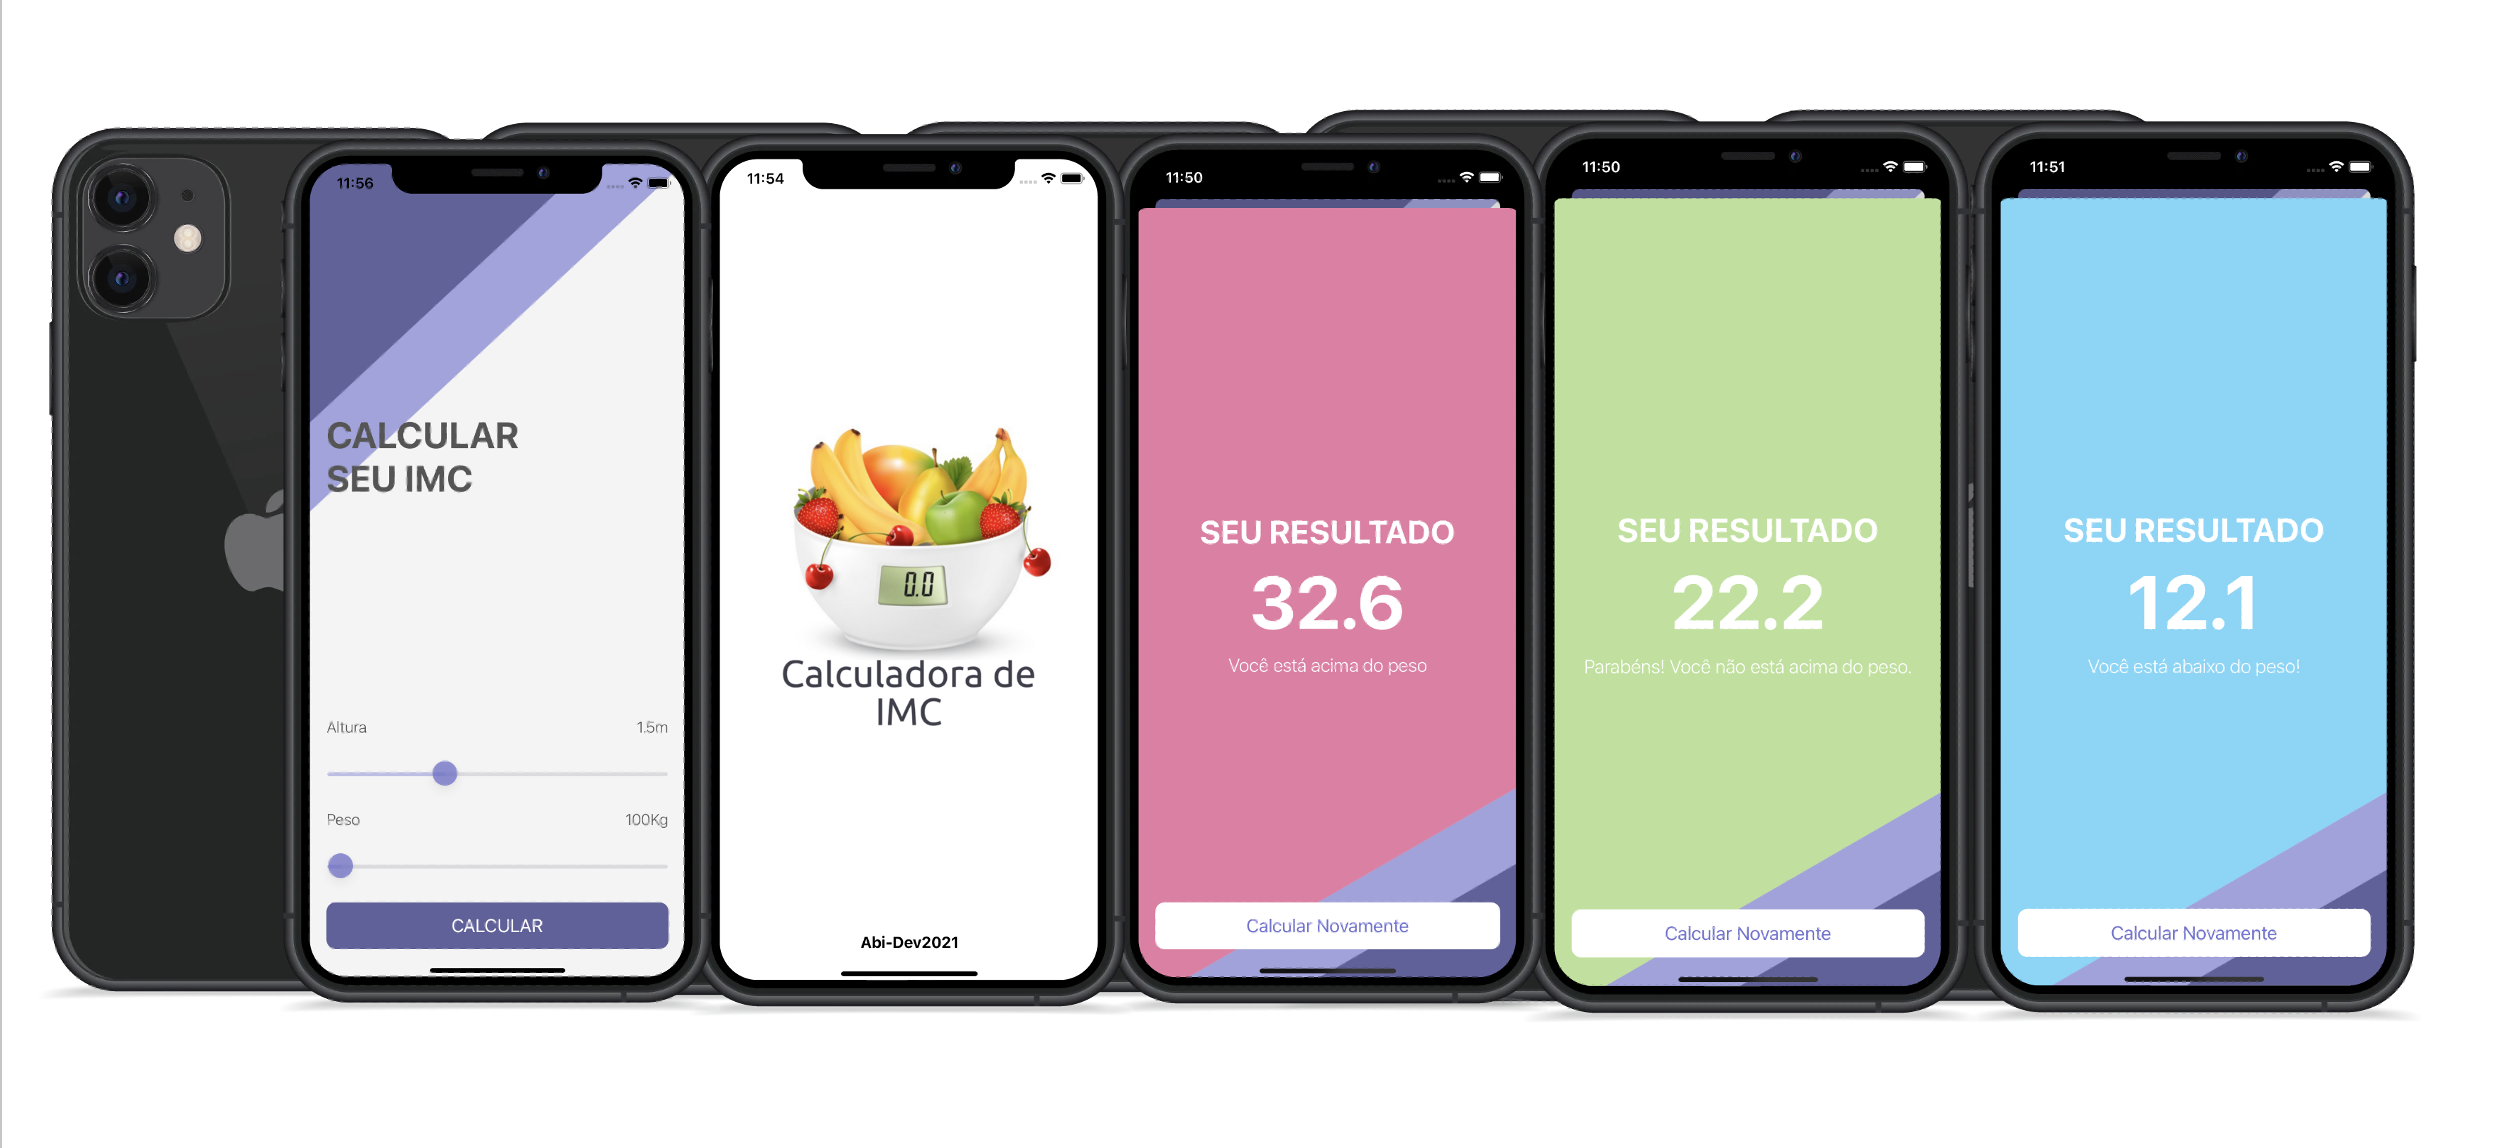 11:56
CALCULAR
SEU IMC
Altura 1.5m
Peso 100Kg
CALCULAR
11:54
0.0
Calculadora de
IMC
Abi-Dev2021
11:50
SEU RESULTADO
32.6
Você está acima do peso
Calcular Novamente
11:50
SEU RESULTADO
22.2
Parabéns! Você não está acima do peso.
Calcular Novamente
11:51
SEU RESULTADO
12.1
Você está abaixo do peso!
Calcular Novamente